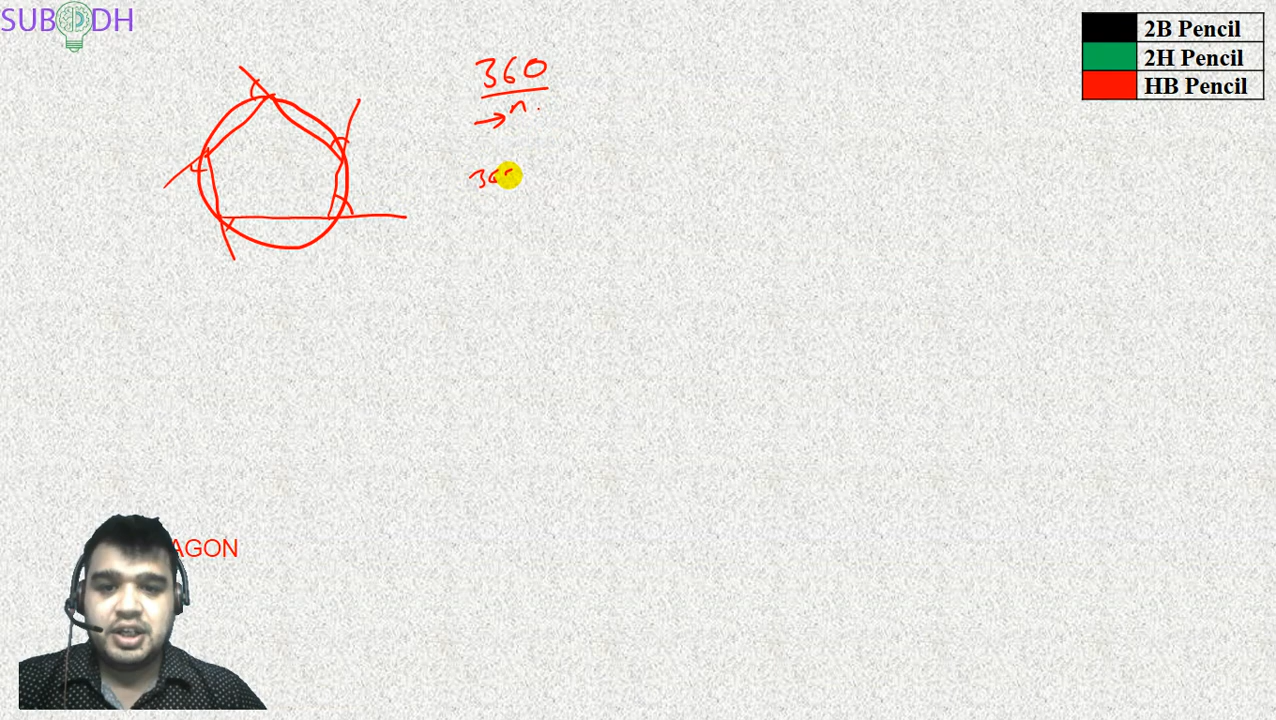 SUBODH
2B Pencil
2H Pencil
HB Pencil
360
n.
AGON